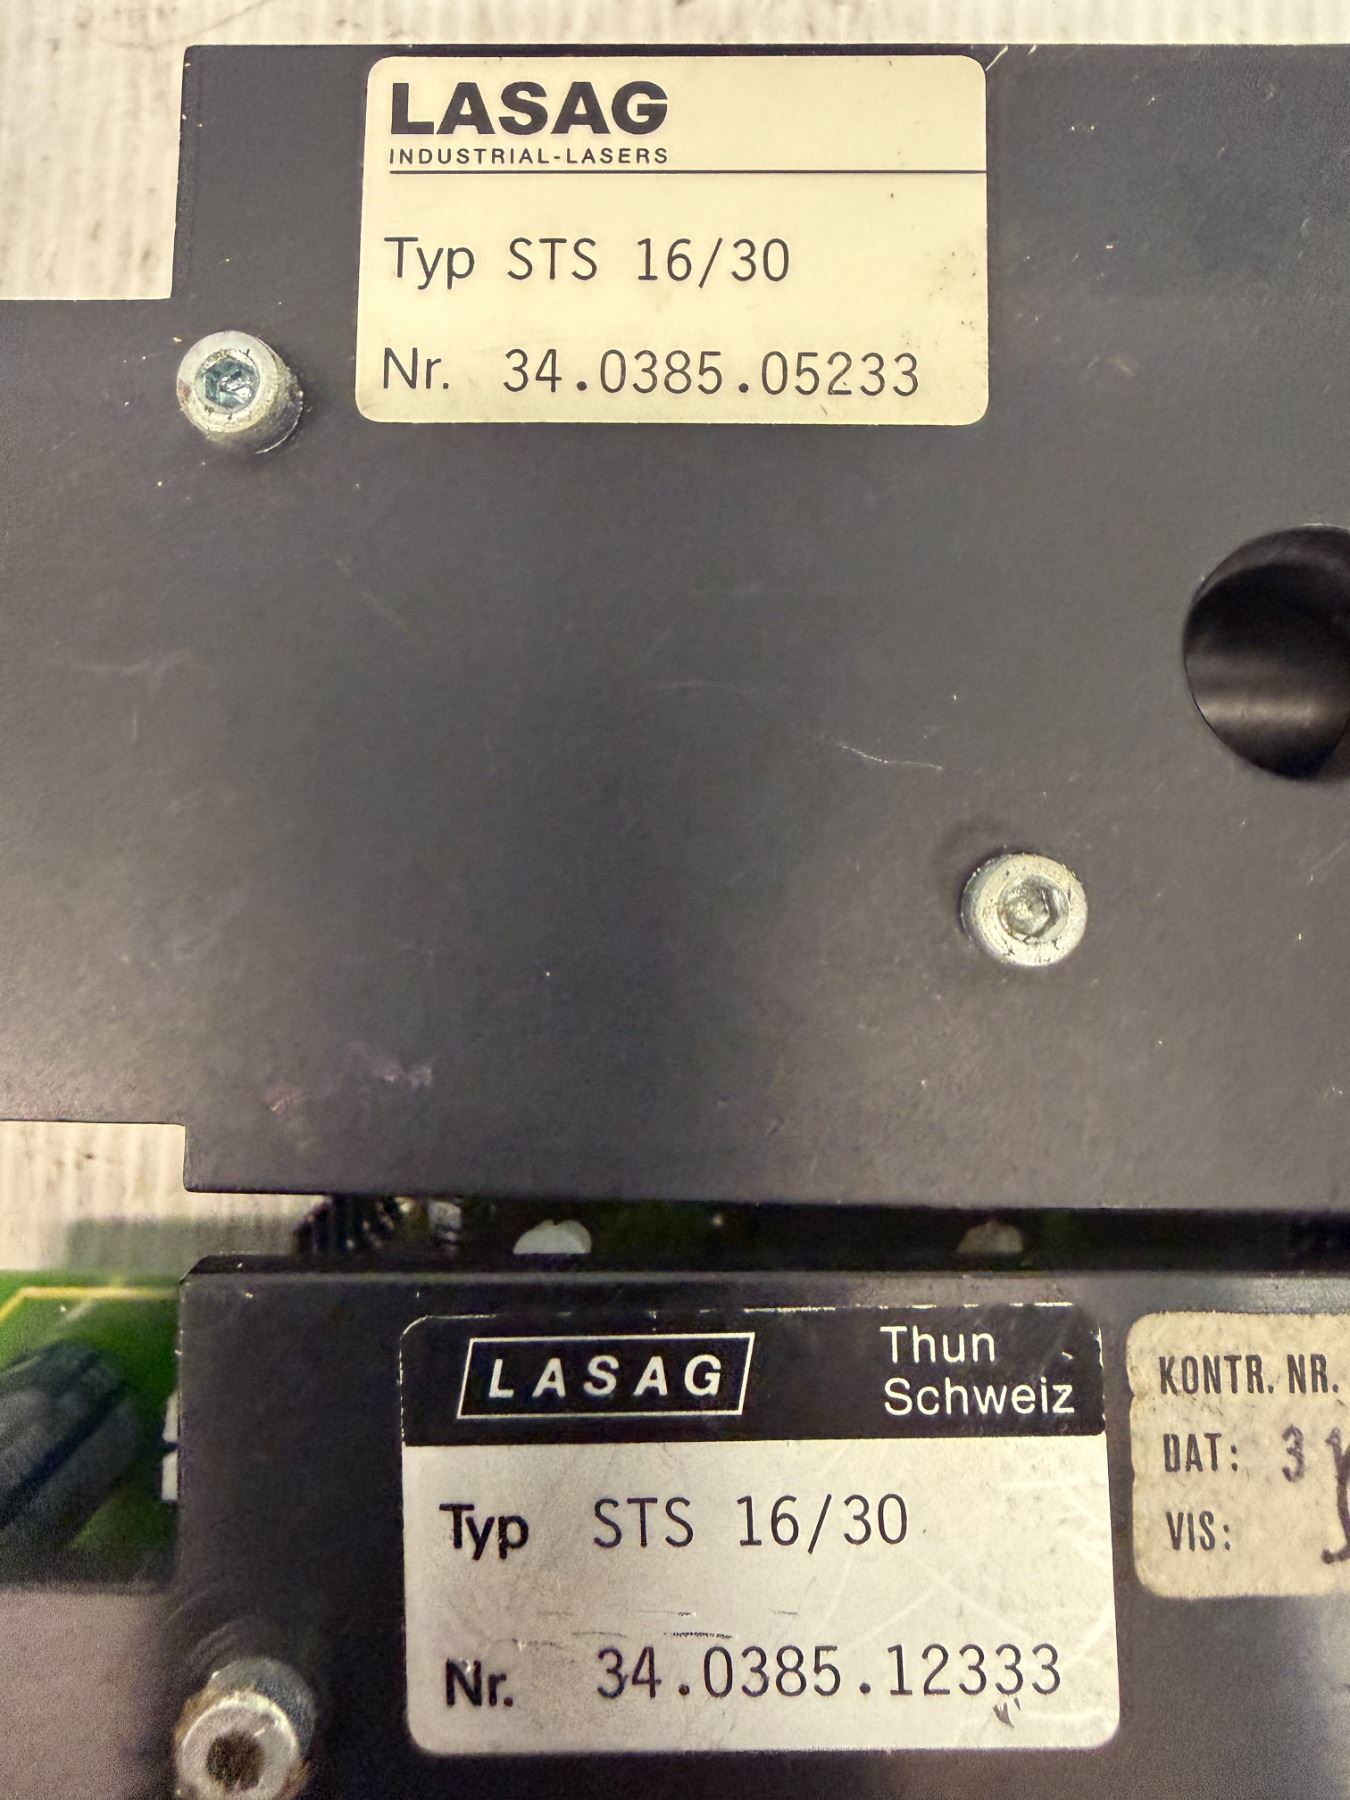 LASAG
INDUSTRIAL-LASERS
Typ STS 16/30
Nr. 34.0385.05233
LASAG
Thun
Schweiz
Typ STS 16/30
Nr. 34.0385.12333
KONTR. NR.
DAT: 3
VIS: